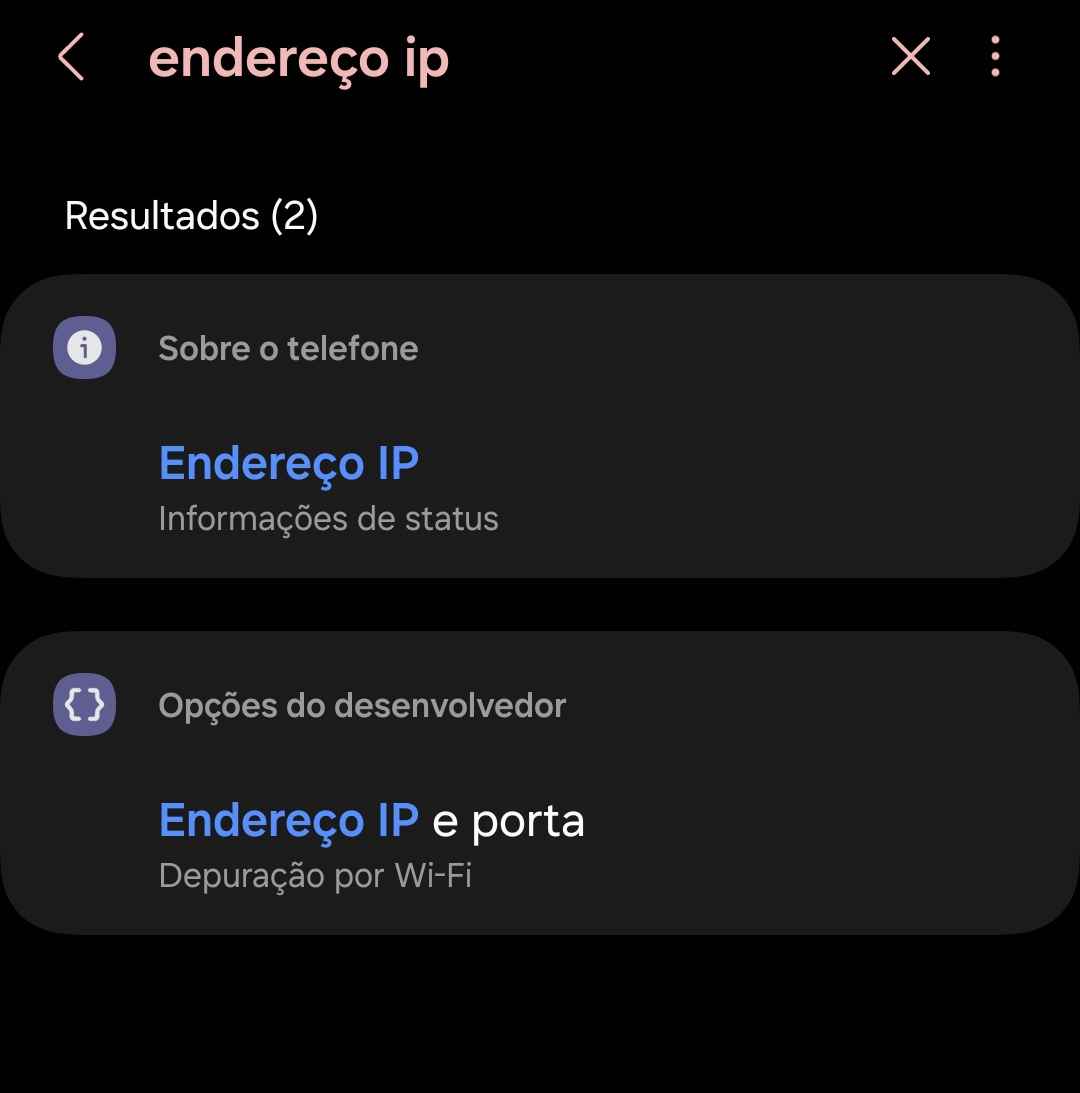 endereço ip
Resultados (2)
Sobre o telefone
Endereço IP
Informações de status
Opções do desenvolvedor
Endereço IP e porta
Depuração por Wi-Fi